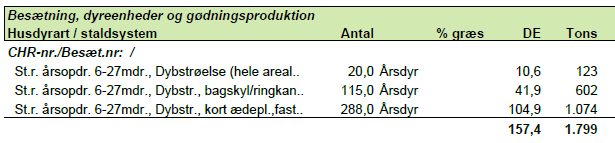 Besætning, dyreenheder og gødningsproduktion
Husdyrart / staldsystem Antal % græs DE Tons
CHR-nr./Besæt.nr: /
St.r. årsopdr. 6-27mdr., Dybstrøelse (hele areal.. 20,0 Årsdyr 10,6 123
St.r. årsopdr. 6-27mdr., Dybstr., bagskyl/ringkan.. 115,0 Årsdyr 41,9 602
St.r. årsopdr. 6-27mdr., Dybstr., kort ædepl.,fast.. 288,0 Årsdyr 104,9 1.074
157,4 1.799